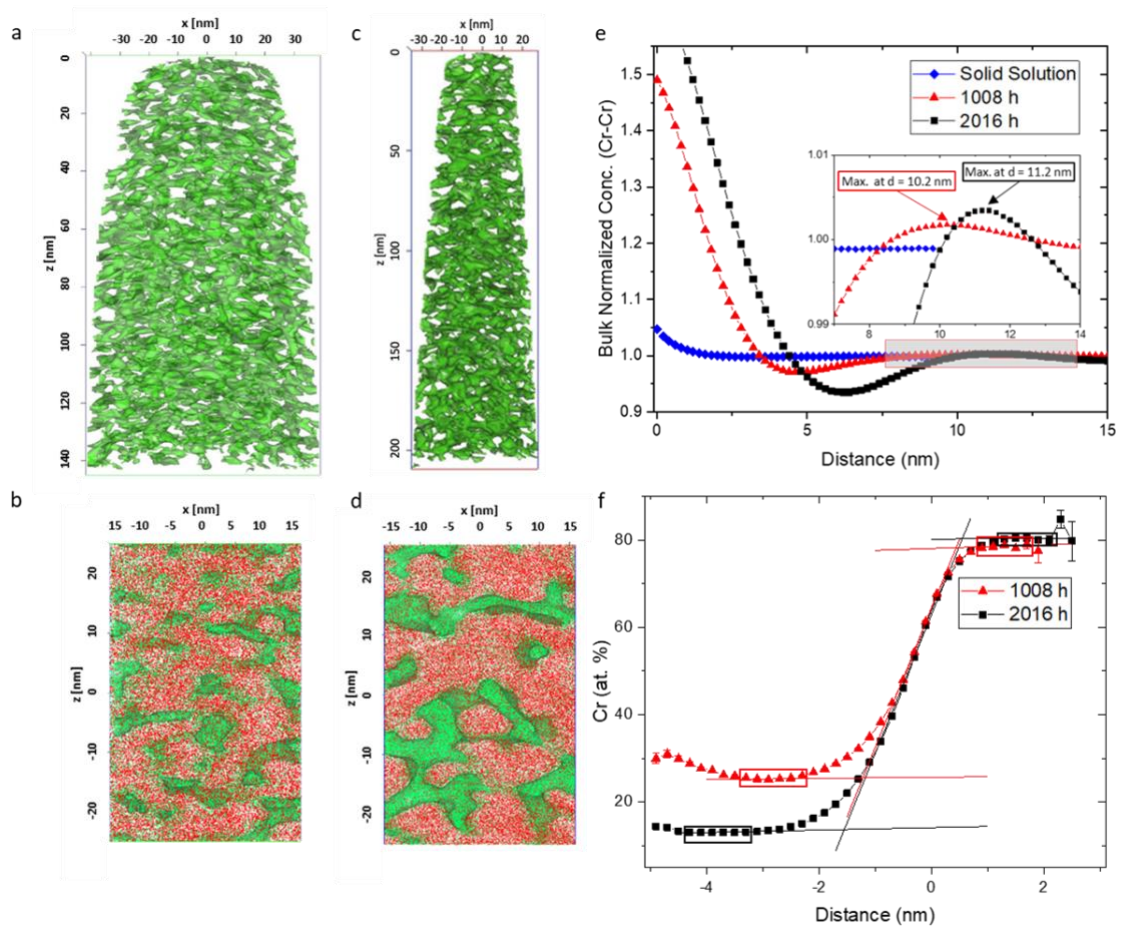 a
x [nm]
-30 -20 -10 0 10 20 30
0
20
40
60
80
100
120
140
z [nm]
c
x [nm]
-30 -20 -10 0 10 20
0
50
100
150
200
z [nm]
e
1.5
1.4
1.3
1.2
1.1
1.0
0.9
Bulk Normalized Conc. (Cr-Cr)
Solid Solution
1008 h
2016 h
1.01
1.00
0.99
Max. at d = 10.2 nm
Max. at d = 11.2 nm
8 10 12 14
0 5 10 15
Distance (nm)
b
x [nm]
15 -10 -5 0 5 10 15
20
10
0
-10
-20
z [nm]
d
x [nm]
-15 -10 -5 0 5 10 15
20
10
0
-10
-20
z [nm]
f
80
60
40
20
Cr (at. %)
1008 h
2016 h
-4 -2 0 2
Distance (nm)